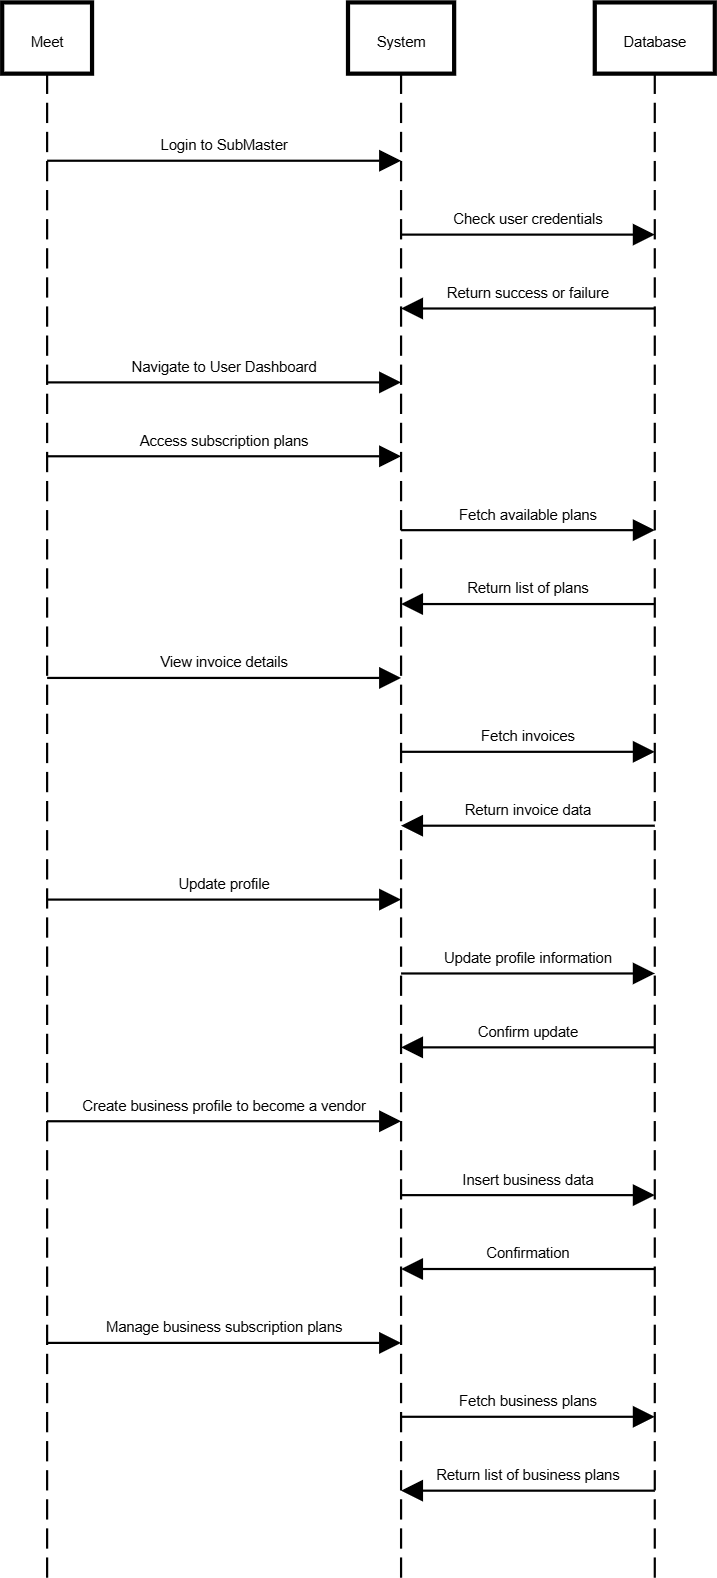 Meet
System
Database
Login to SubMaster
Check user credentials
Return success or failure
Navigate to User Dashboard
Access subscription plans
Fetch available plans
Return list of plans
View invoice details
Fetch invoices
Return invoice data
Update profile
Update profile information
Confirm update
Create business profile to become a vendor
Insert business data
Confirmation
Manage business subscription plans
Fetch business plans
Return list of business plans